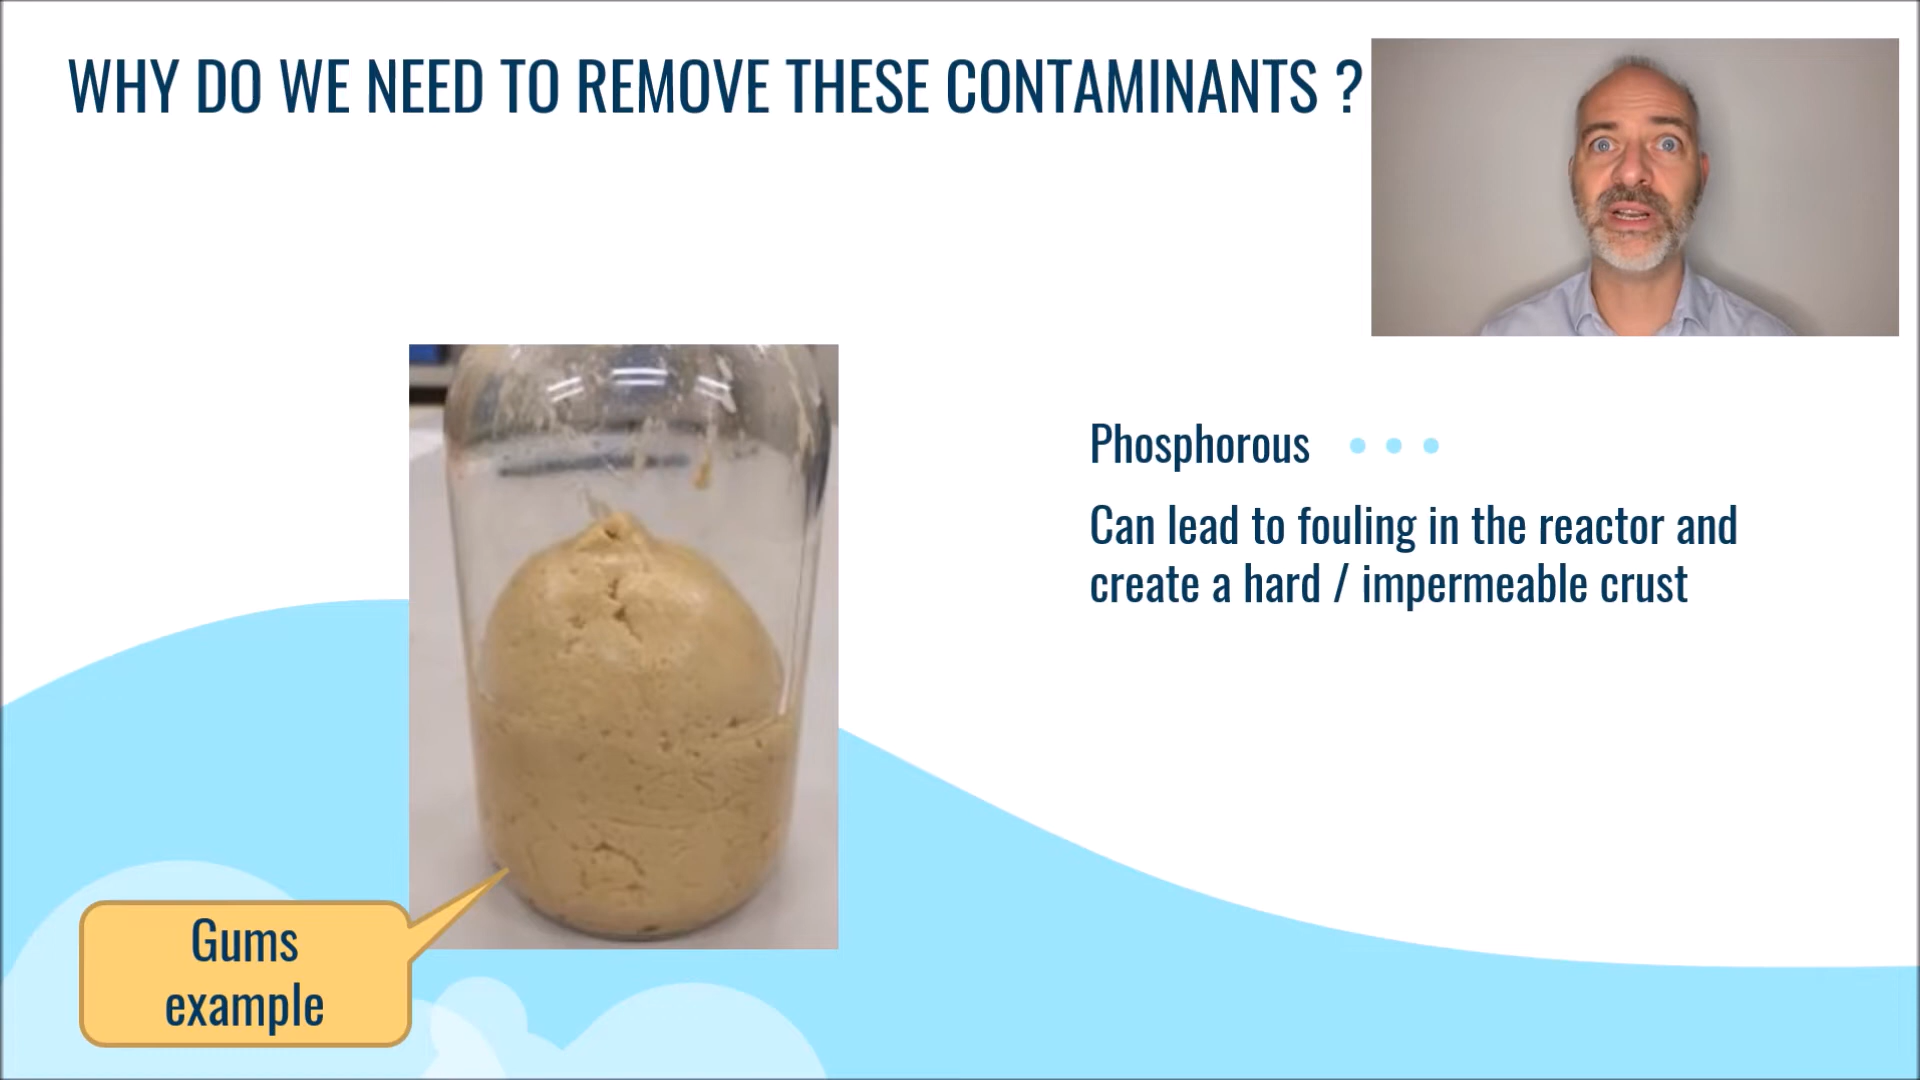 WHY DO WE NEED TO REMOVE THESE CONTAMINANTS ?
Phosphorous
Can lead to fouling in the reactor and
create a hard / impermeable crust
Gums
example